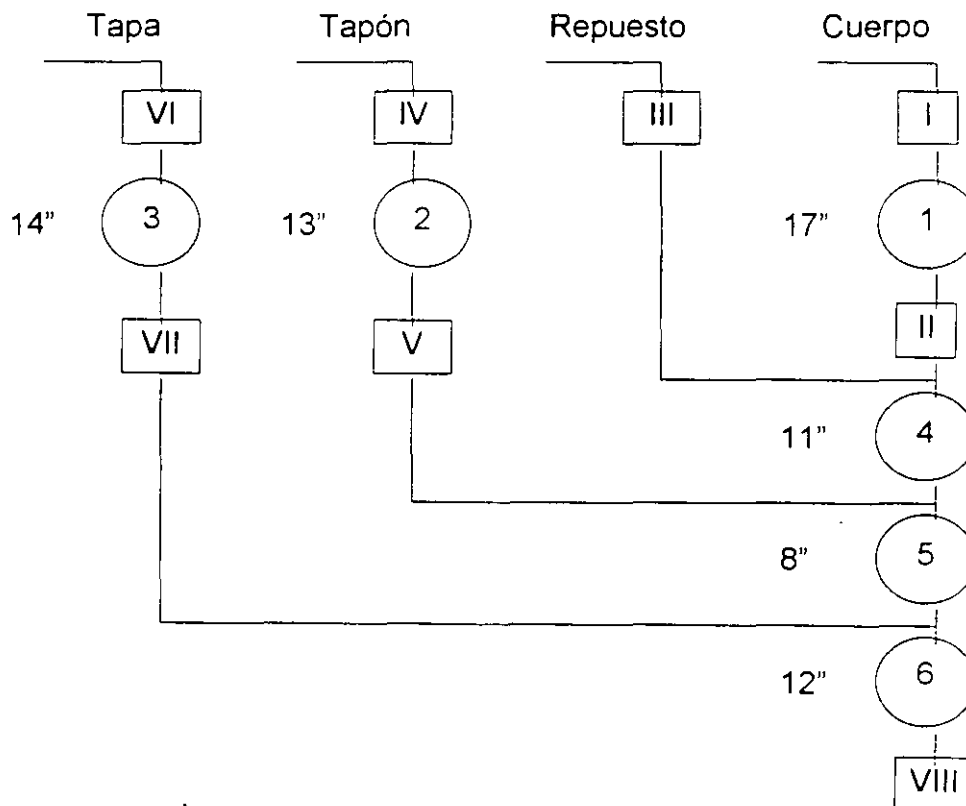 Tapa Tapón Repuesto Cuerpo
VI IV III I
14" 3 13" 2 17" 1
VII V II
11" 4
8" 5
12" 6
VIII